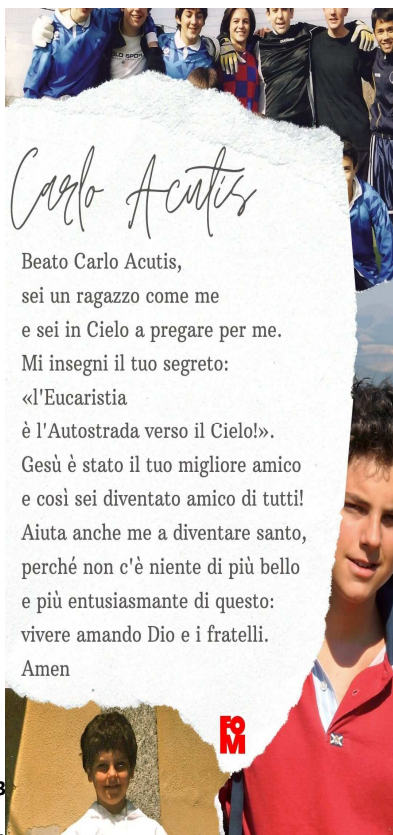 Carlo Acutis
Beato Carlo Acutis,
sei un ragazzo come me
e sei in Cielo a pregare per me.
Mi insegni il tuo segreto:
«l'Eucaristia
è l'Autostrada verso il Cielo!».
Gesù è stato il tuo migliore amico
e così sei diventato amico di tutti!
Aiuta anche me a diventare santo,
perché non c'è niente di più bello
e più entusiasmante di questo:
vivere amando Dio e i fratelli.
Amen
FOM